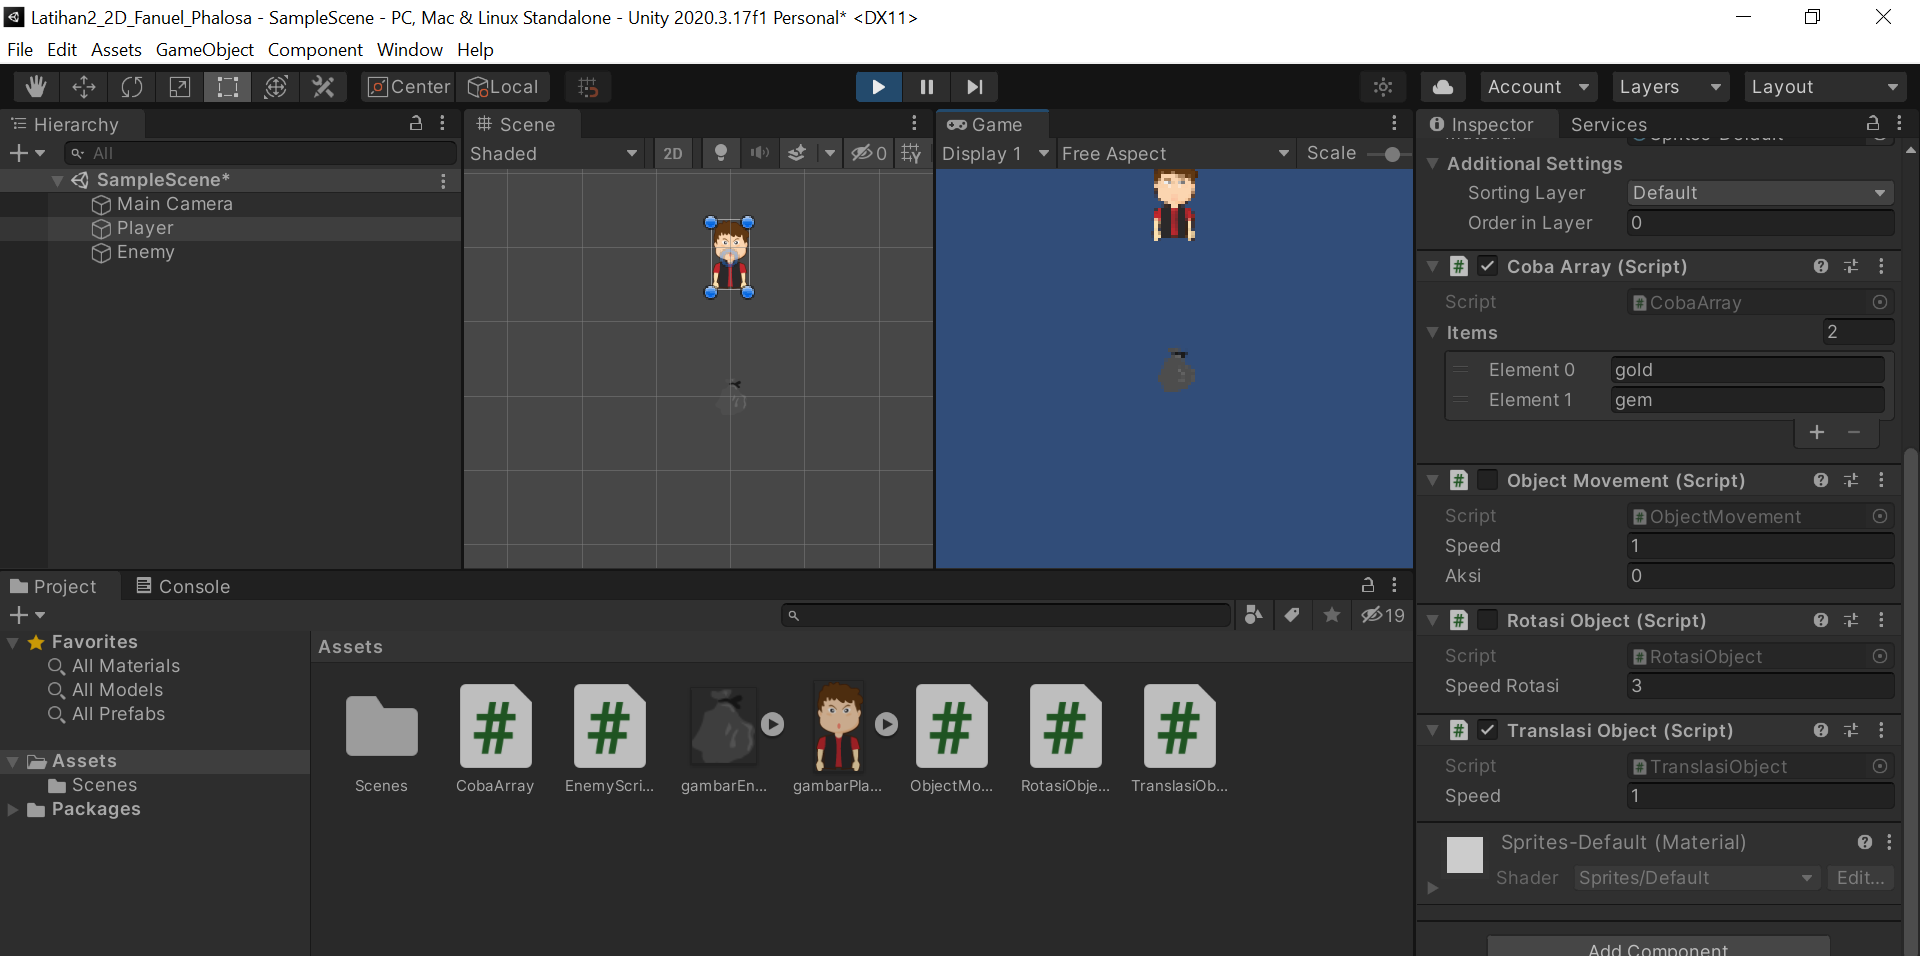 Latihan2_2D_Fanuel_Phalosa - SampleScene - PC, Mac & Linux Standalone - Unity 2020.3.17f1 Personal* <DX11>
File Edit Assets GameObject Component Window Help
Center Local Account Layers Layout
Hierarchy
All
SampleScene*
Main Camera
Player
Enemy
Scene
Shaded 2D 0
Game
Display 1 Free Aspect Scale
Inspector Services
Sprites-Default
Additional Settings
Sorting Layer Default
Order in Layer 0
Coba Array (Script)
Script CobaArray
Items 2
Element 0 gold
Element 1 gem
Object Movement (Script)
Script ObjectMovement
Speed 1
Aksi 0
Rotasi Object (Script)
Script RotasiObject
Speed Rotasi 3
Translasi Object (Script)
Script TranslasiObject
Speed 1
Sprites-Default (Material)
Shader Sprites/Default Edit...
Add Component
Project Console
19
Favorites
All Materials
All Models
All Prefabs
Assets
Scenes
Packages
Assets
Scenes CobaArray EnemyScri... gambarEn... gambarPla... ObjectMo... RotasiObje... TranslasiOb...